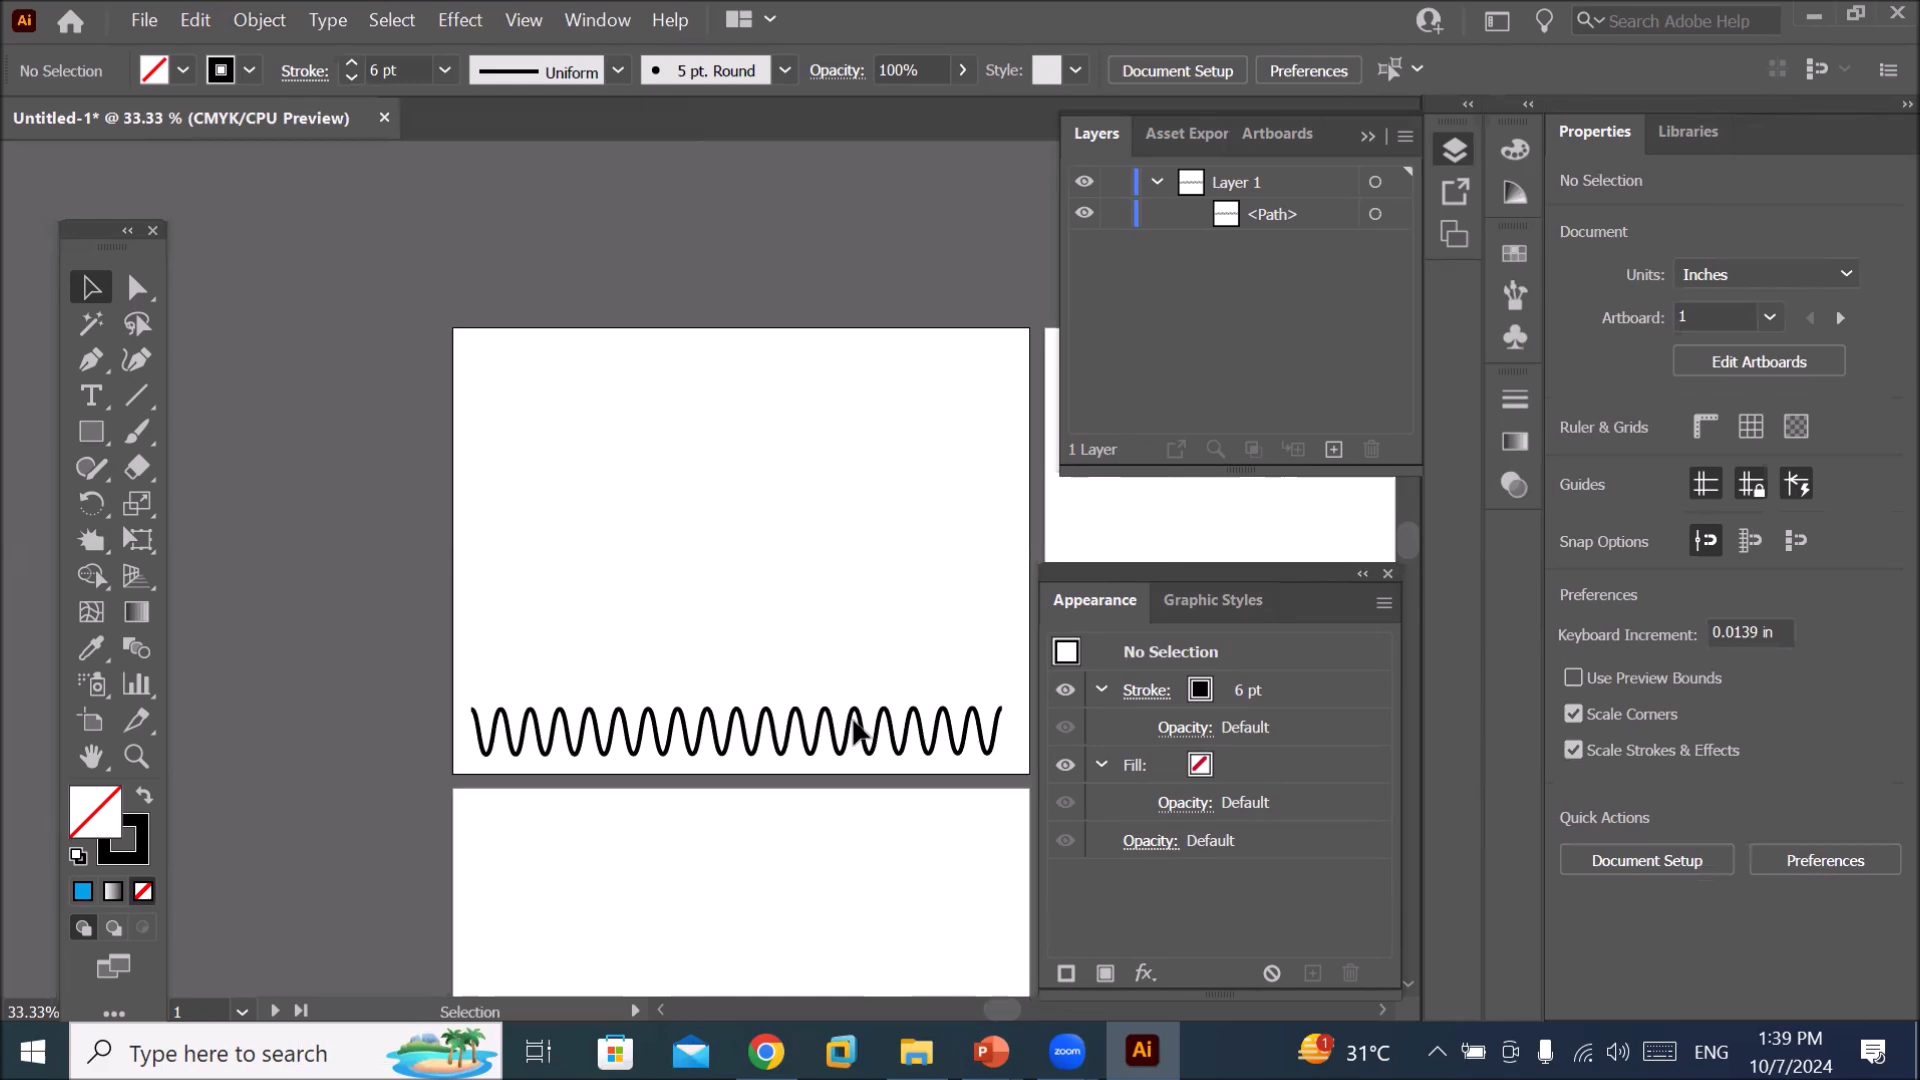 Ai File Edit Object Type Select Effect View Window Help Search Adobe Help
No Selection Stroke: 6 pt Uniform 5 pt. Round Opacity: 100% Style: Document Setup Preferences
Untitled-1* @ 33.33 % (CMYK/CPU Preview)
Layers Asset Expor Artboards
Layer 1
<Path>
1 Layer
Appearance Graphic Styles
No Selection
Stroke: 6 pt
Opacity: Default
Fill:
Opacity: Default
Opacity: Default
fx.
Properties Libraries
No Selection
Document
Units: Inches
Artboard: 1
Edit Artboards
Ruler & Grids
Guides
Snap Options
Preferences
Keyboard Increment: 0.0139 in
Use Preview Bounds
Scale Corners
Scale Strokes & Effects
Quick Actions
Document Setup Preferences
33.33% 1 Selection
Type here to search zoom Ai 1 31°C ENG 1:39 PM
10/7/2024